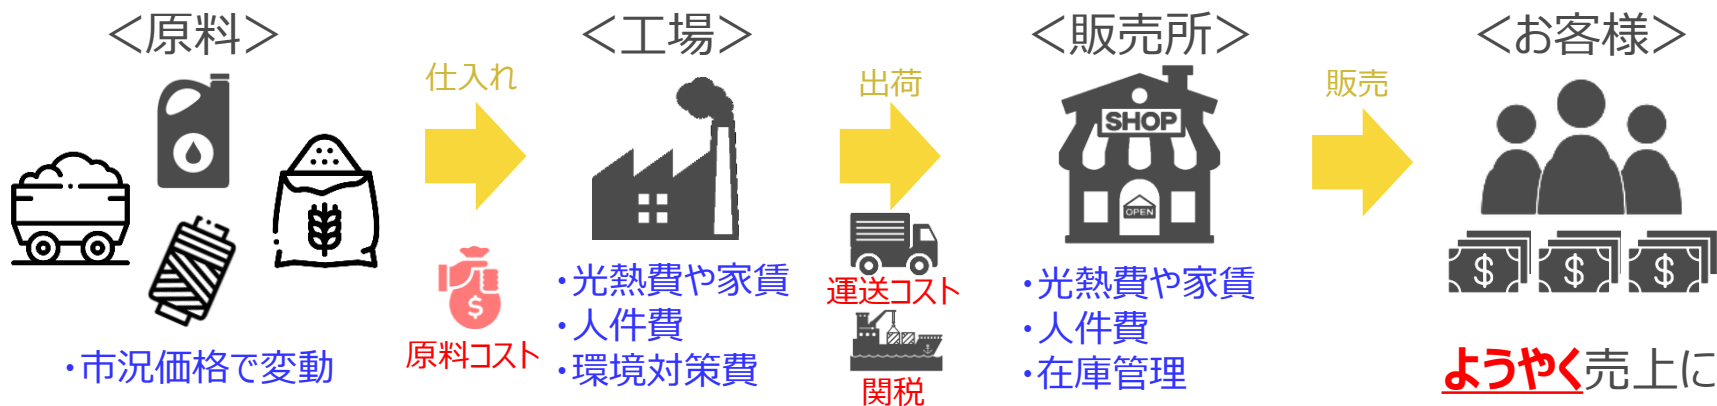 ＜原料＞
・市況価格で変動
仕入れ
$
原料コスト
＜工場＞
・光熱費や家賃
・人件費
・環境対策費
出荷
運送コスト
関税
＜販売所＞
SHOP
OPEN
・光熱費や家賃
・人件費
・在庫管理
販売
＜お客様＞
$ $ $
ようやく売上に